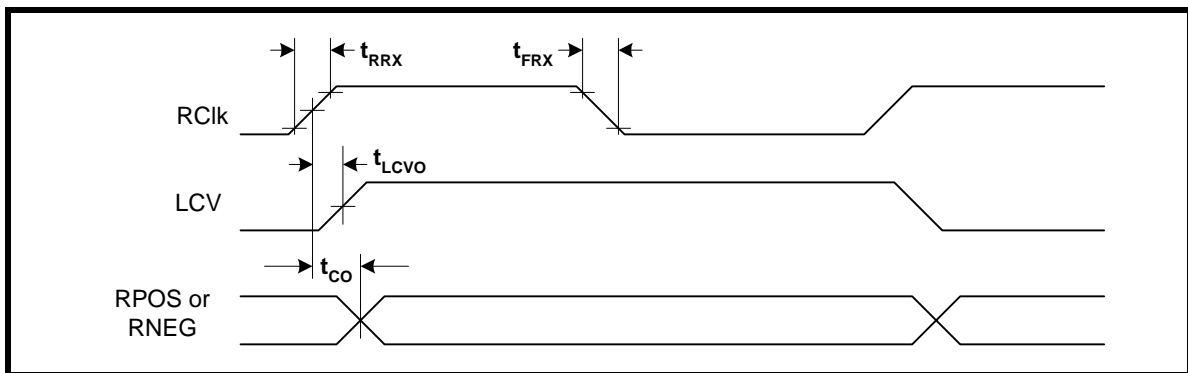 tRRX
tFRX
RClk
tLCVO
LCV
tCO
RPOS or
RNEG